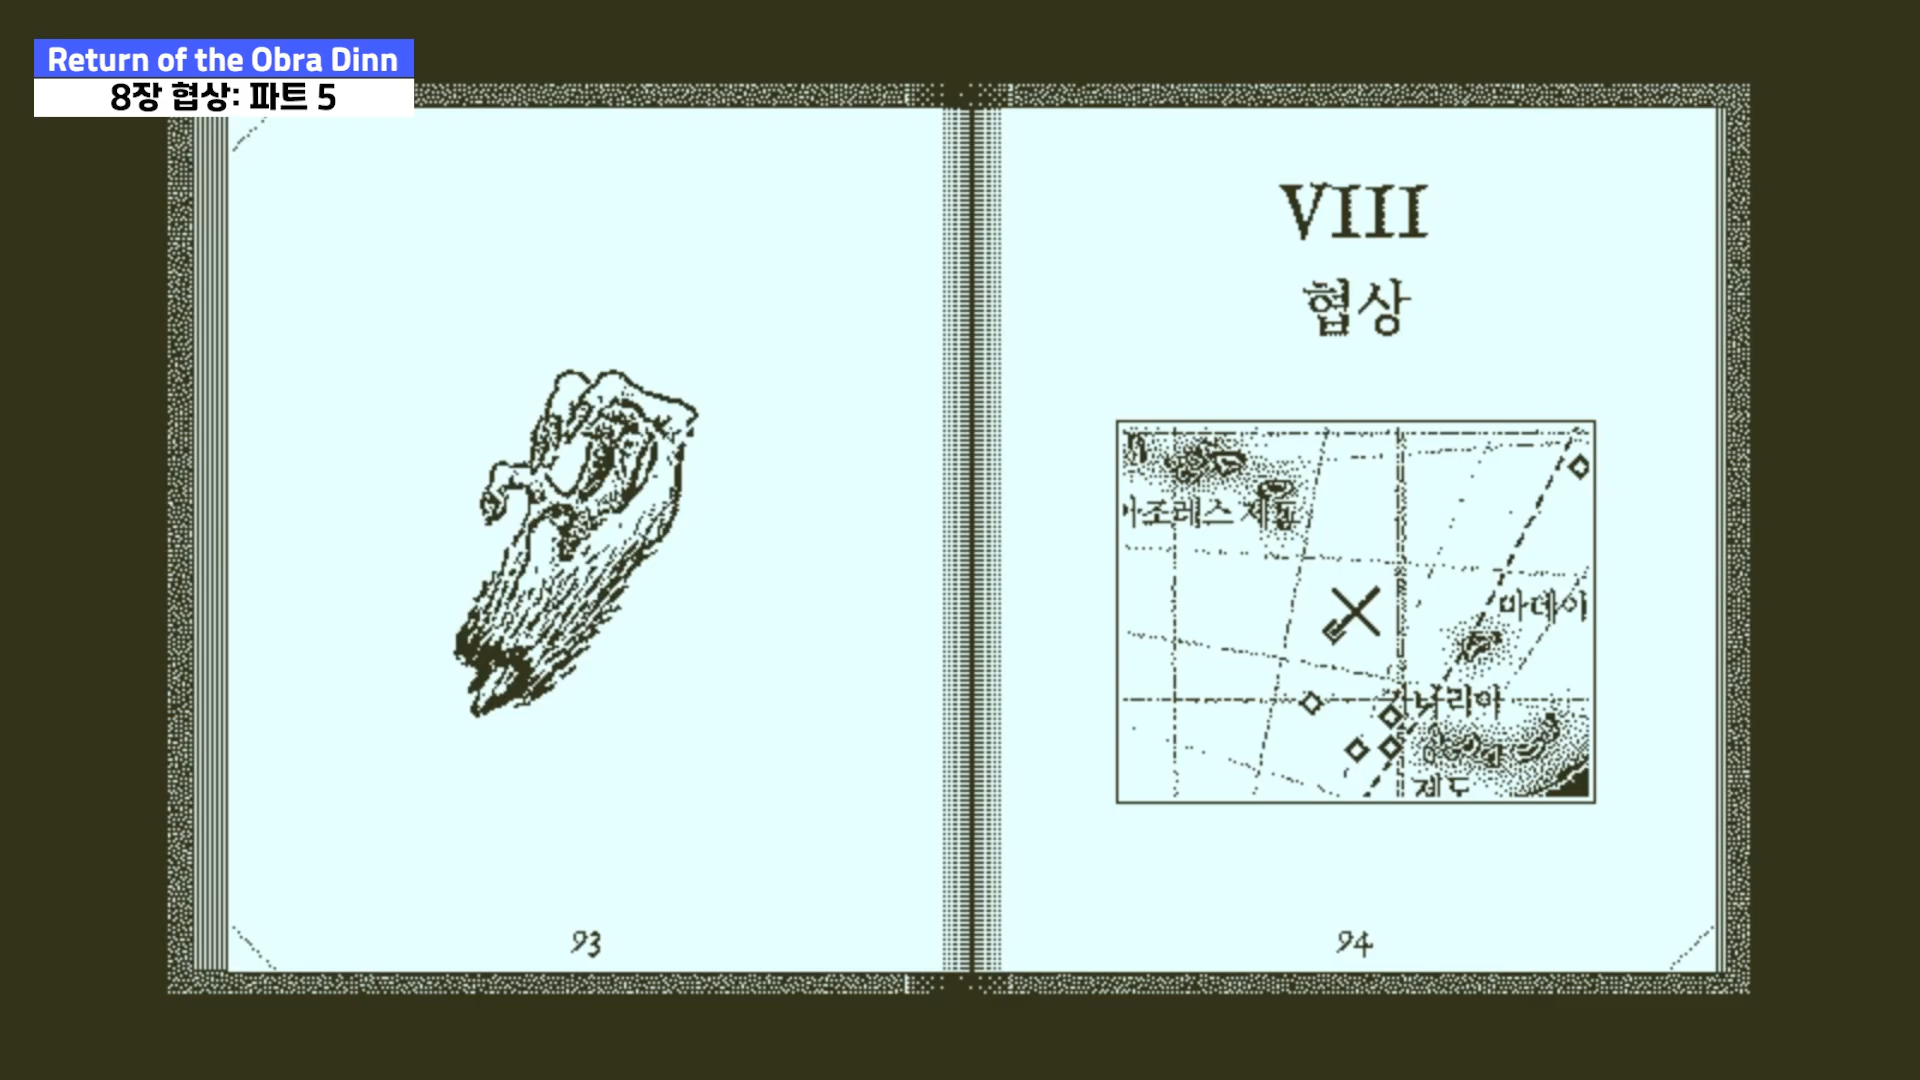 Return of the Obra Dinn
8장 협상: 파트 5
VIII
협상
아조레스 제도
마데이
카나리아
제도
93
94